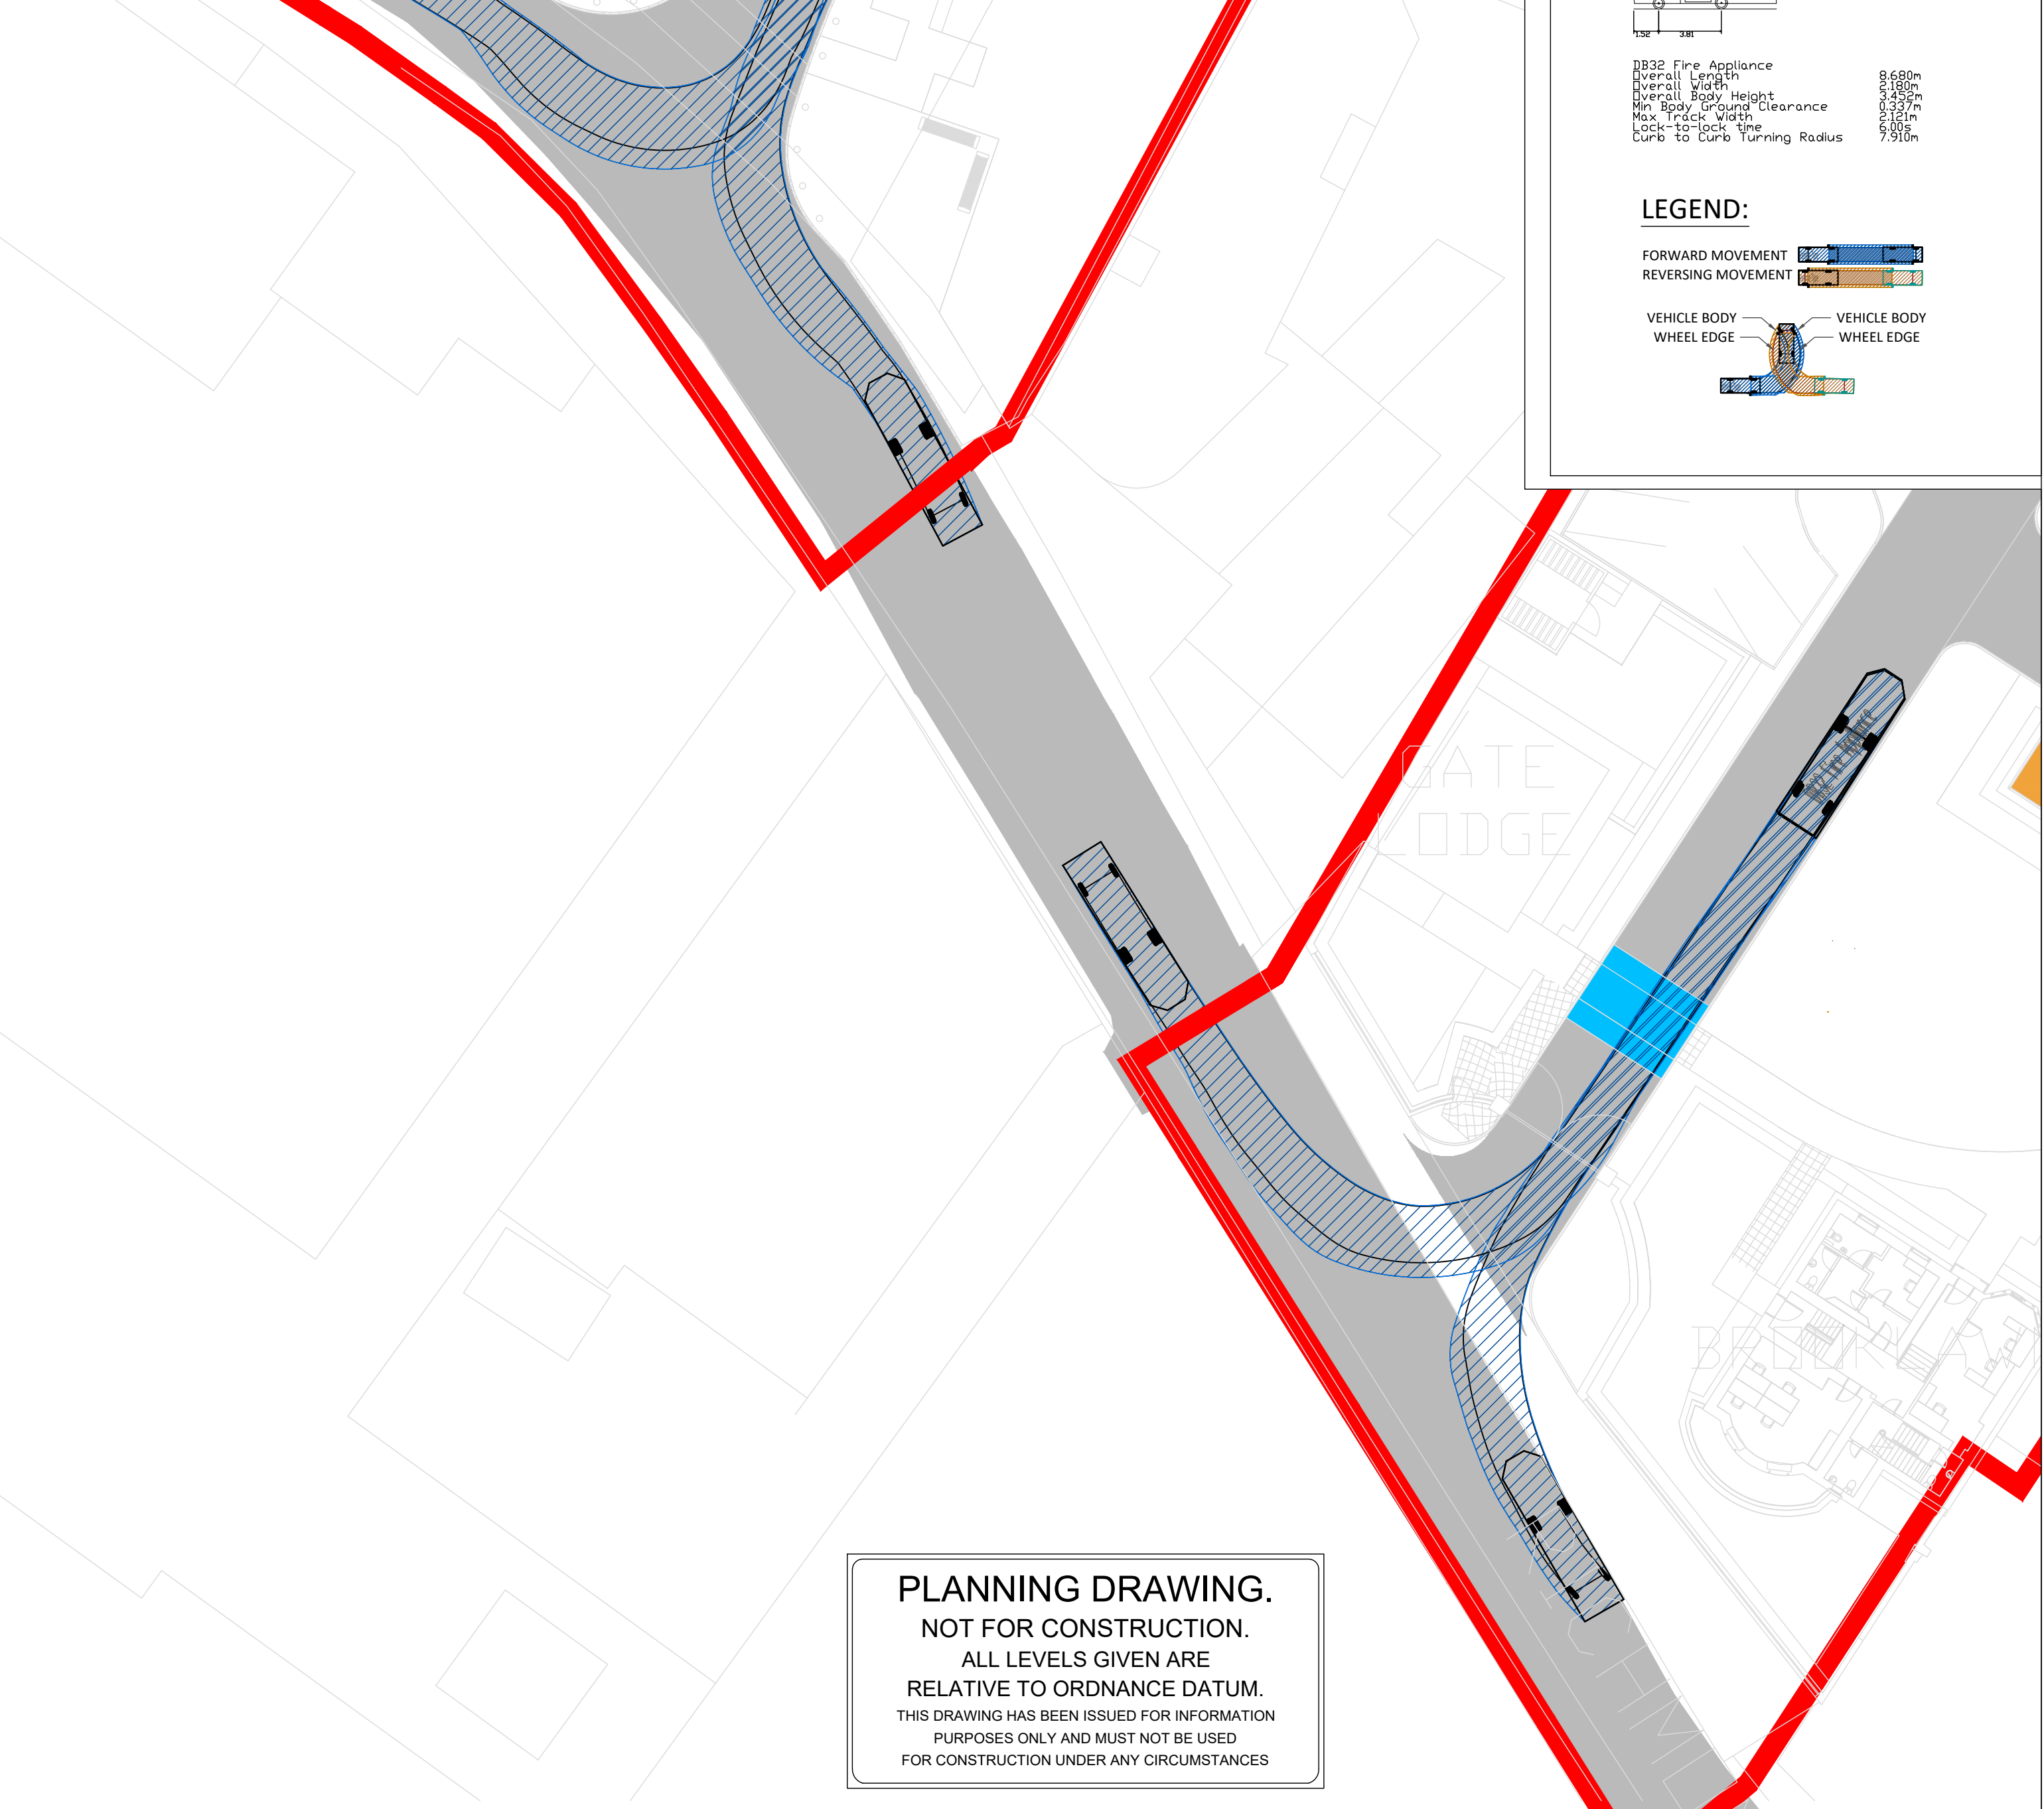 1.52 3.81
DB32 Fire Appliance
Overall Length 8.680m
Overall Width 2.180m
Overall Body Height 3.452m
Min Body Ground Clearance 0.337m
Max Track Width 2.121m
Lock-to-lock time 6.00s
Curb to Curb Turning Radius 7.910m
LEGEND:
FORWARD MOVEMENT
REVERSING MOVEMENT
VEHICLE BODY VEHICLE BODY
WHEEL EDGE WHEEL EDGE
GATE
LODGE
PLANNING DRAWING.
NOT FOR CONSTRUCTION.
ALL LEVELS GIVEN ARE
RELATIVE TO ORDNANCE DATUM.
THIS DRAWING HAS BEEN ISSUED FOR INFORMATION
PURPOSES ONLY AND MUST NOT BE USED
FOR CONSTRUCTION UNDER ANY CIRCUMSTANCES